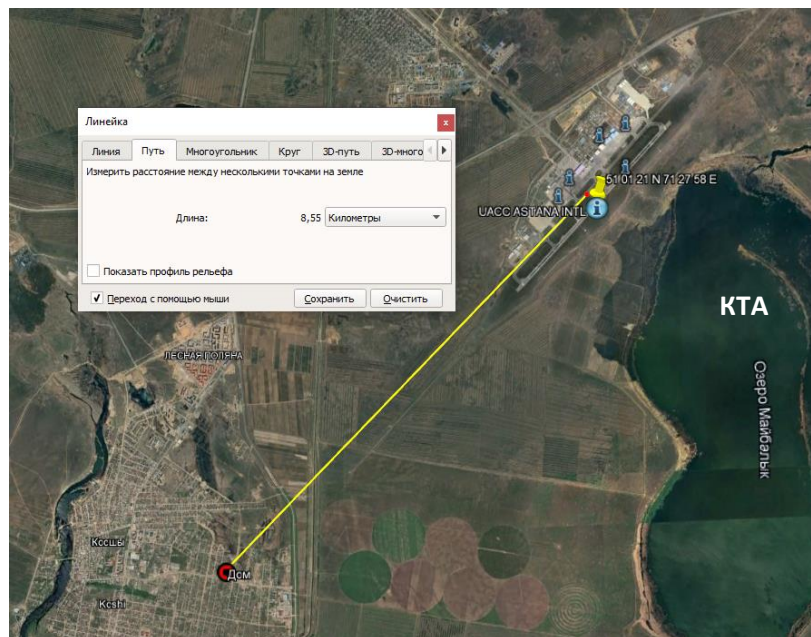 Линейка
x
Линия Путь Многоугольник Круг 3D-путь 3D-много
Измерить расстояние между несколькими точками на земле
Длина: 8,55 Километры
Показать профиль рельефа
Переход с помощью мыши Сохранить Очистить
51 01 21 N 71 27 58 E
UACC ASTANA INTL
КТА
ЛЕСНАЯ ПОЛЯНА
Озеро Майбалык
Косшы
Дом
Kcshi